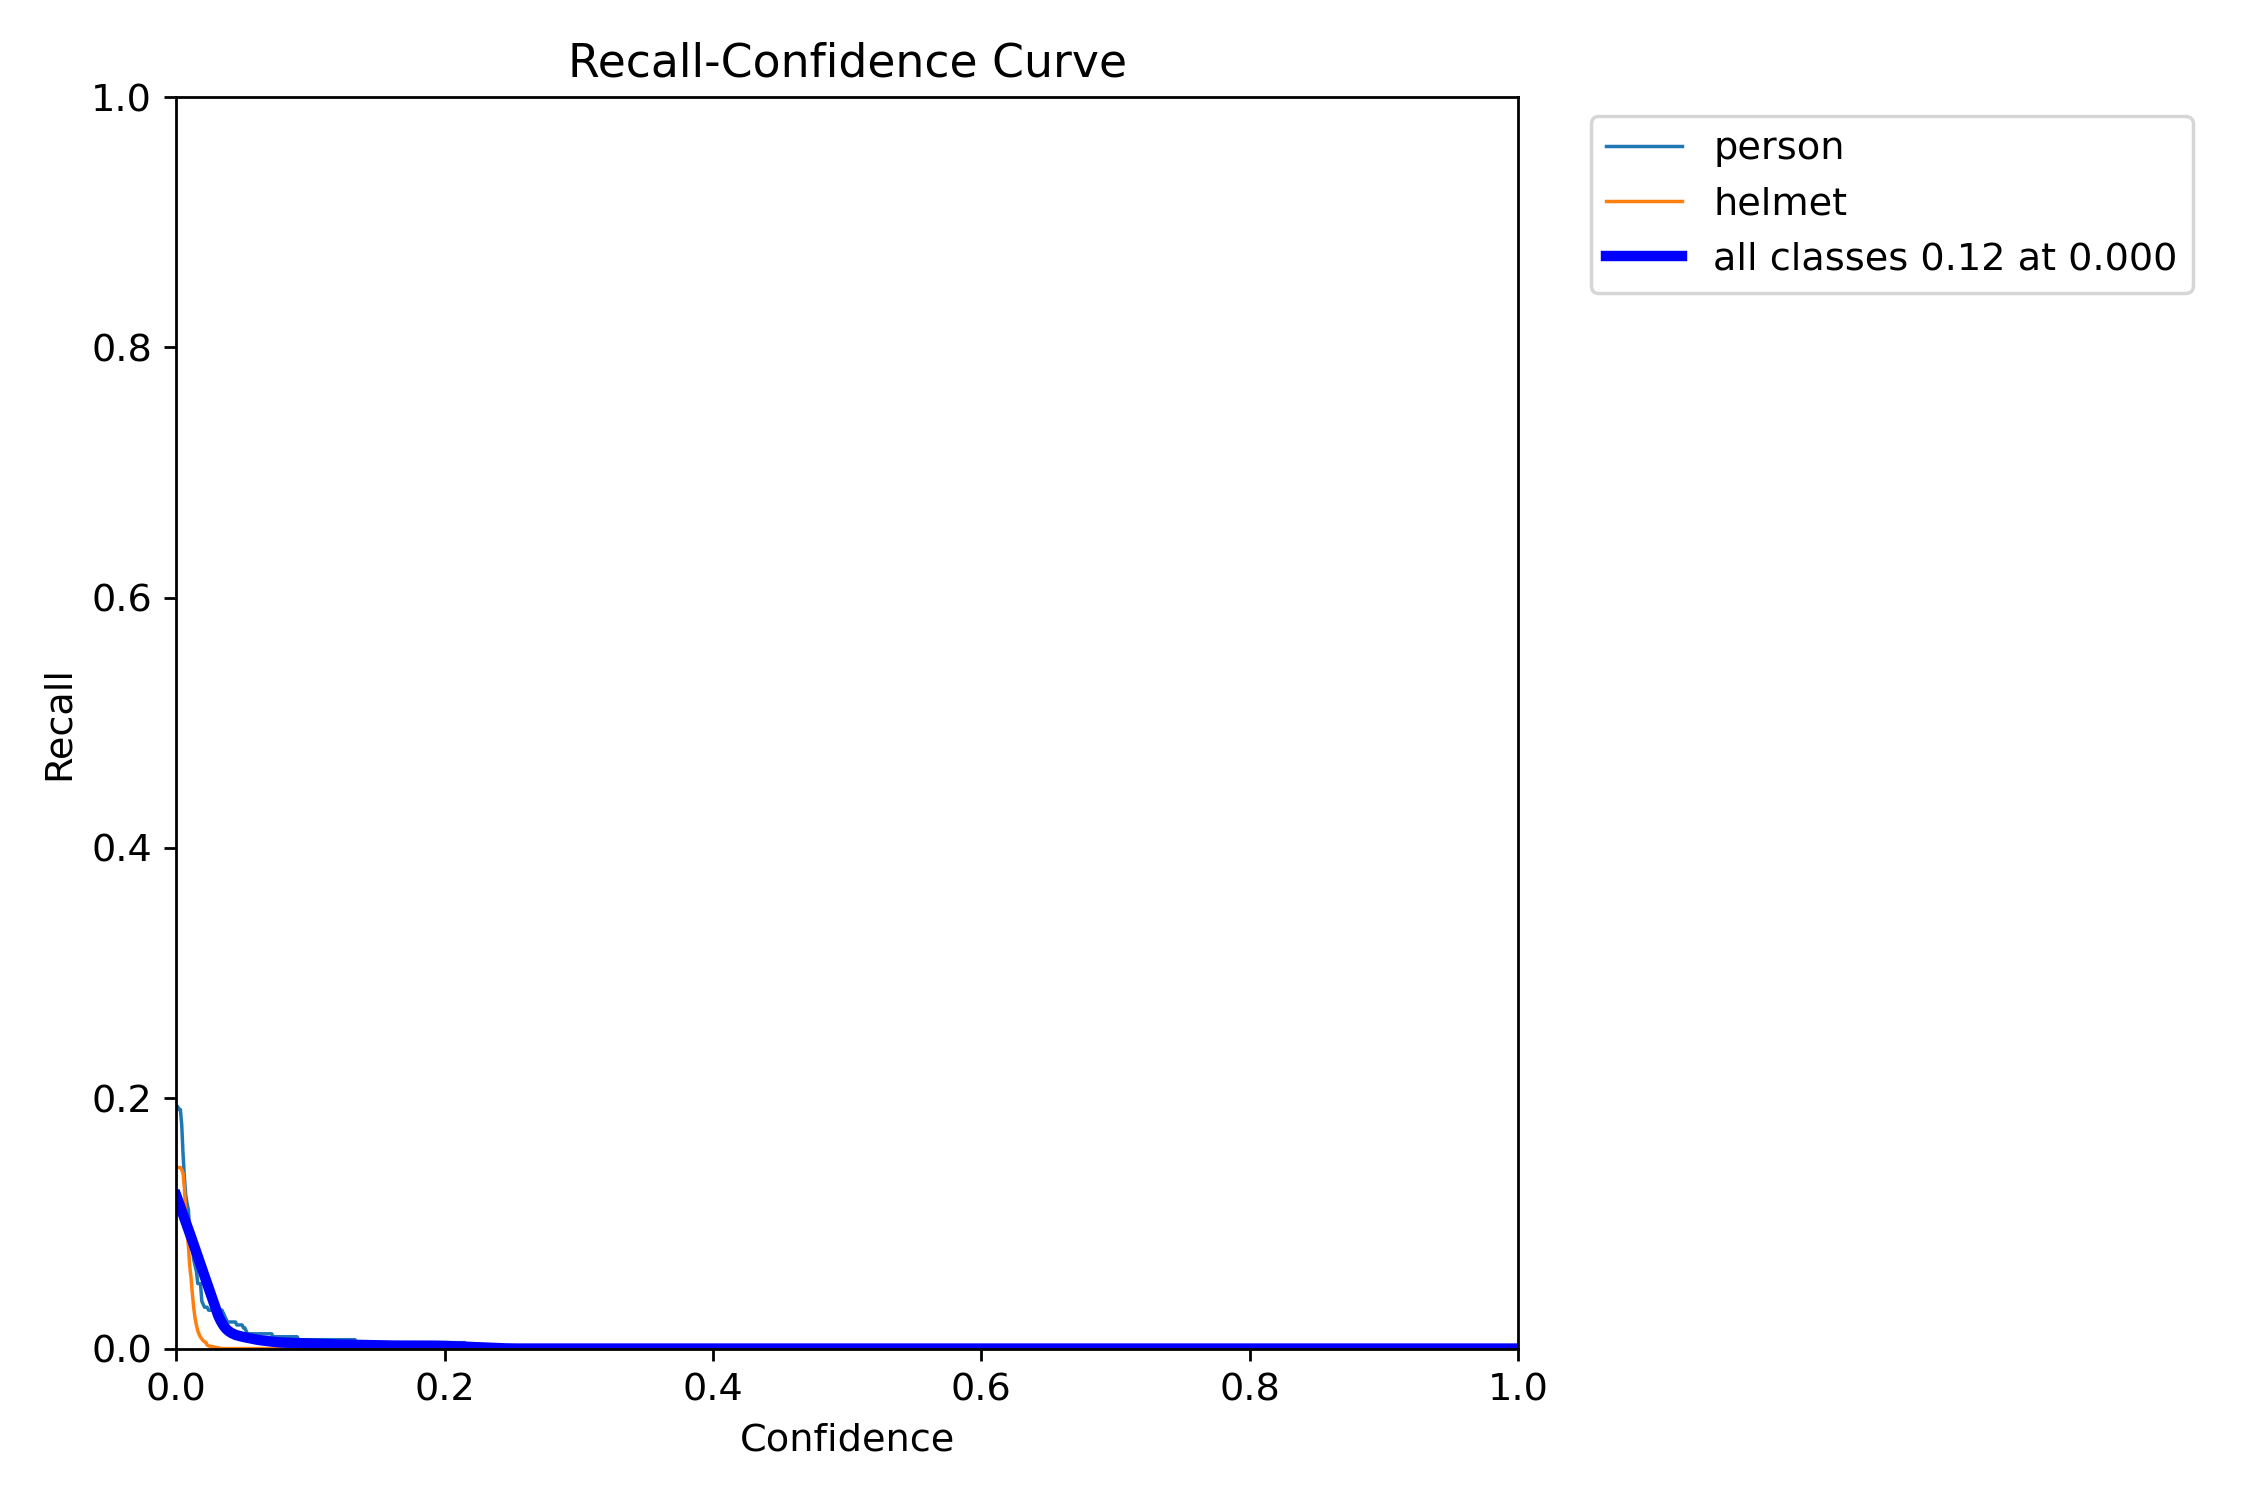 Recall-Confidence Curve
1.0
0.8
0.6
0.4
0.2
0.0
Recall
0.0 0.2 0.4 0.6 0.8 1.0
Confidence
person
helmet
all classes 0.12 at 0.000